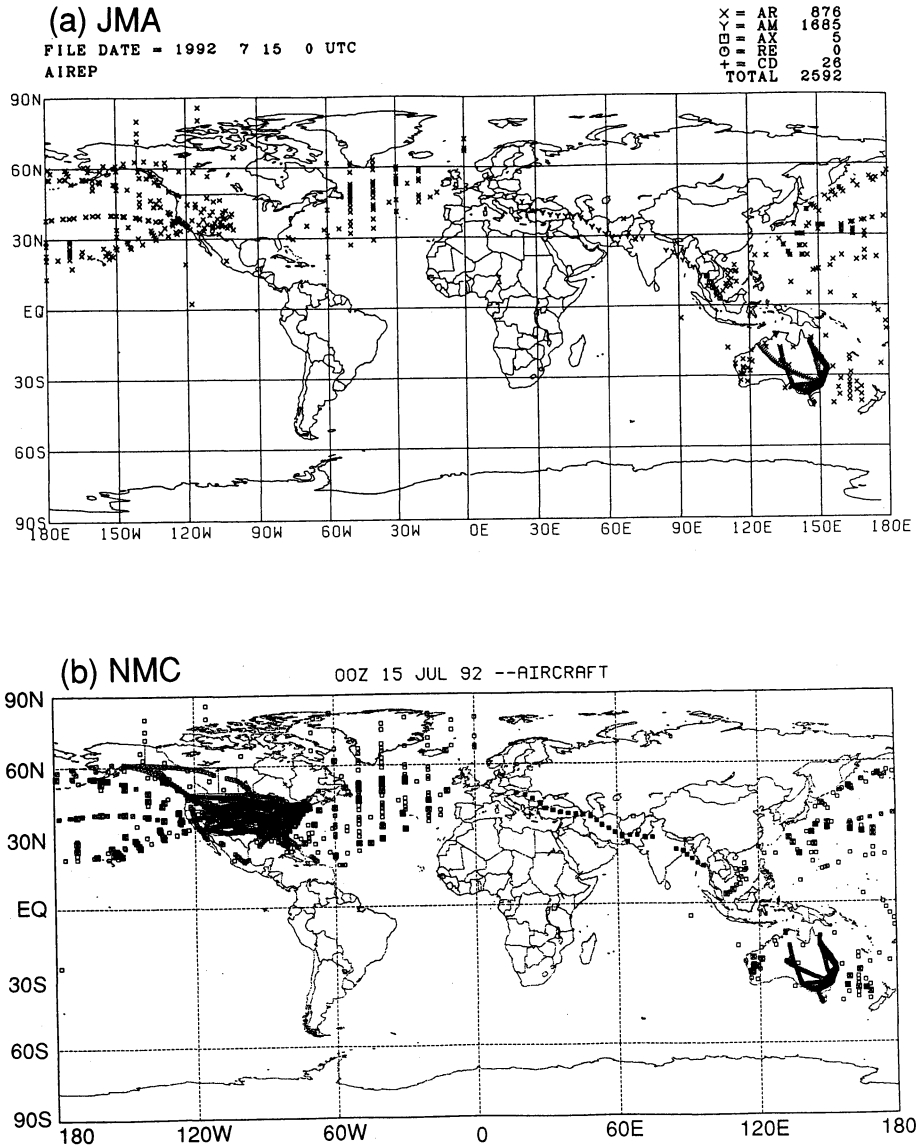 (a) JMA
FILE DATE = 1992 7 15 0 UTC
AIREP
× = AR 876
Y = AM 1685
□ = AX 5
⊙ = RE 0
+ = CD 26
TOTAL 2592
90N
60N
30N
EQ
30S
60S
90S
180E 150W 120W 90W 60W 30W 0E 30E 60E 90E 120E 150E 180E
(b) NMC
00Z 15 JUL 92 --AIRCRAFT
90N
60N
30N
EQ
30S
60S
90S
180 120W 60W 0 60E 120E 180